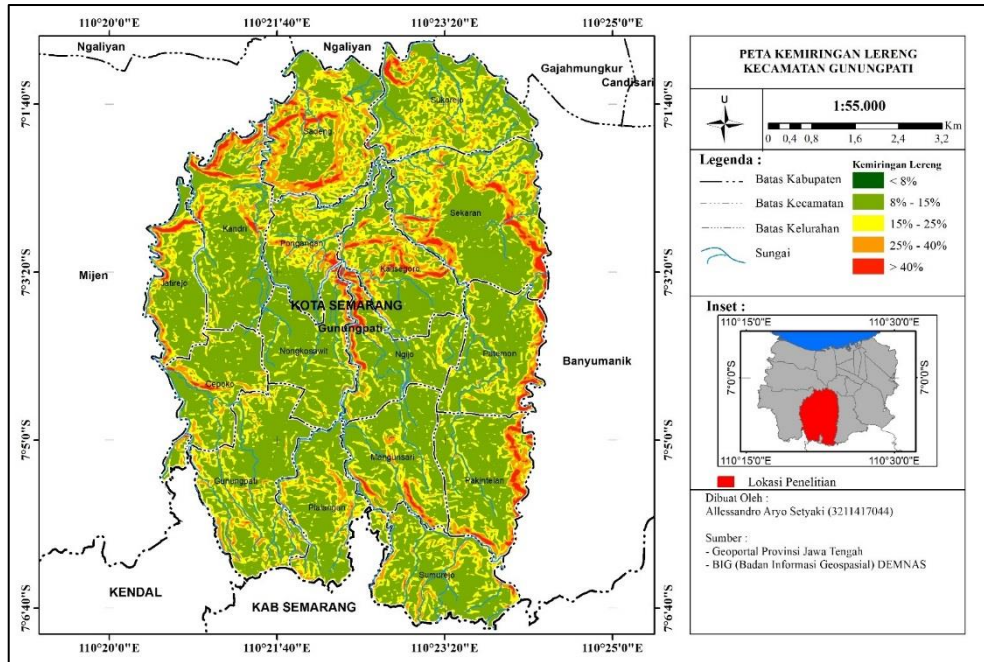 110°20'0"E
110°21'40"E
110°23'20"E
110°25'0"E
Ngaliyan
Ngaliyan
Gajahmungkur
Candisari
7°1'40"S
7°1'40"S
Sukorejo
Sadeng
Sekaran
Kandri
Pongangan
Kalisegoro
Mijen
7°3'20"S
7°3'20"S
Jatirejo
KOTA SEMARANG
Gunungpati
Nongkosawit
Ngijo
Patemon
Banyumanik
Cepoko
7°5'0"S
7°5'0"S
Mangunsari
Gunungpati
Pakintelan
Plalangan
Sumurejo
KENDAL
KAB SEMARANG
7°6'40"S
7°6'40"S
110°20'0"E
110°21'40"E
110°23'20"E
110°25'0"E
PETA KEMIRINGAN LERENG
KECAMATAN GUNUNGPATI
U
1:55.000
Km
0 0,4 0,8 1,6 2,4 3,2
Legenda :
Batas Kabupaten
Batas Kecamatan
Batas Kelurahan
Sungai
Kemiringan Lereng
< 8%
8% - 15%
15% - 25%
25% - 40%
> 40%
Inset :
110°15'0"E
110°30'0"E
7°0'0"S
7°0'0"S
110°15'0"E
110°30'0"E
Lokasi Penelitian
Dibuat Oleh :
Allessandro Aryo Setyaki (3211417044)
Sumber :
- Geoportal Provinsi Jawa Tengah
- BIG (Badan Informasi Geospasial) DEMNAS